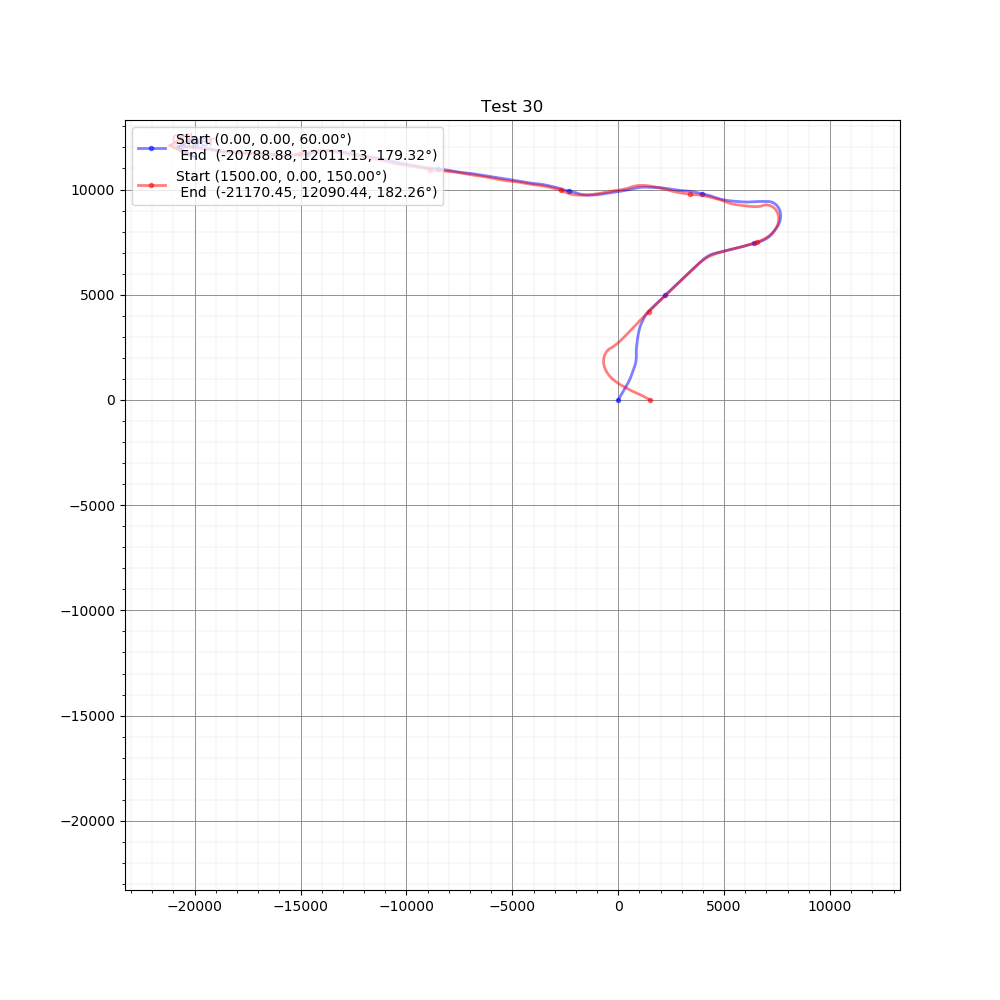 Test 30
Start (0.00, 0.00, 60.00°)
End  (-20788.88, 12011.13, 179.32°)
Start (1500.00, 0.00, 150.00°)
End  (-21170.45, 12090.44, 182.26°)
10000
5000
0
−5000
−10000
−15000
−20000
−20000 −15000 −10000 −5000 0 5000 10000